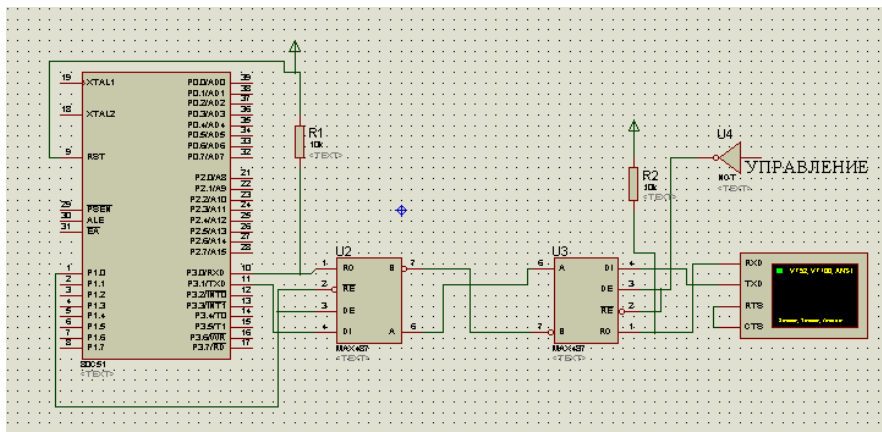 19 XTAL1
18 XTAL2
9 RST
29 PSEN
30 ALE
31 EA
1 P1.0
2 P1.1
3 P1.2
4 P1.3
5 P1.4
6 P1.5
7 P1.6
8 P1.7
P0.0/AD0 39
P0.1/AD1 38
P0.2/AD2 37
P0.3/AD3 36
P0.4/AD4 35
P0.5/AD5 34
P0.6/AD6 33
P0.7/AD7 32
P2.0/A8 21
P2.1/A9 22
P2.2/A10 23
P2.3/A11 24
P2.4/A12 25
P2.5/A13 26
P2.6/A14 27
P2.7/A15 28
P3.0/RXD 10
P3.1/TXD 11
P3.2/INT0 12
P3.3/INT1 13
P3.4/T0 14
P3.5/T1 15
P3.6/WR 16
P3.7/RD 17
80C51
<TEXT>
R1
10k
<TEXT>
U2
1 RO
2 RE
3 DE
4 DI
B 7
A 6
MAX487
<TEXT>
U3
6 A
7 B
DI 4
DE 3
RE 2
RO 1
MAX487
<TEXT>
R2
10k
<TEXT>
U4
NOT
<TEXT>
УПРАВЛЕНИЕ
RXD
TXD
RTS
CTS
VT52, VT100, ANSI